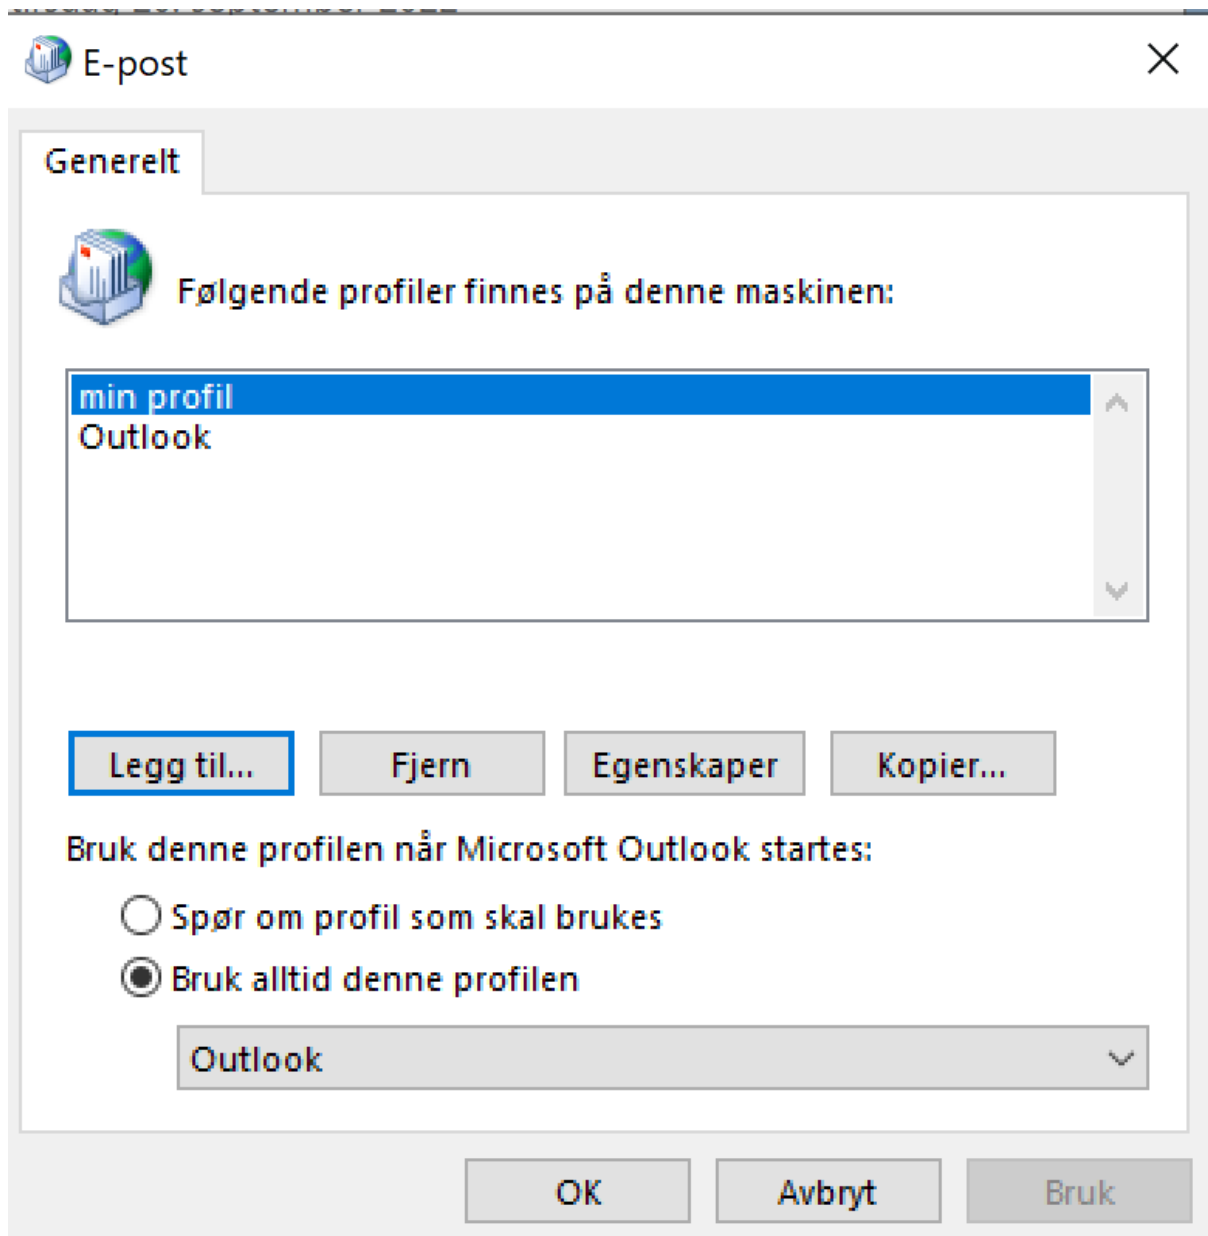 E-post
Generelt
Følgende profiler finnes på denne maskinen:
min profil
Outlook
Legg til... Fjern Egenskaper Kopier...
Bruk denne profilen når Microsoft Outlook startes:
Spør om profil som skal brukes
Bruk alltid denne profilen
Outlook
OK Avbryt Bruk